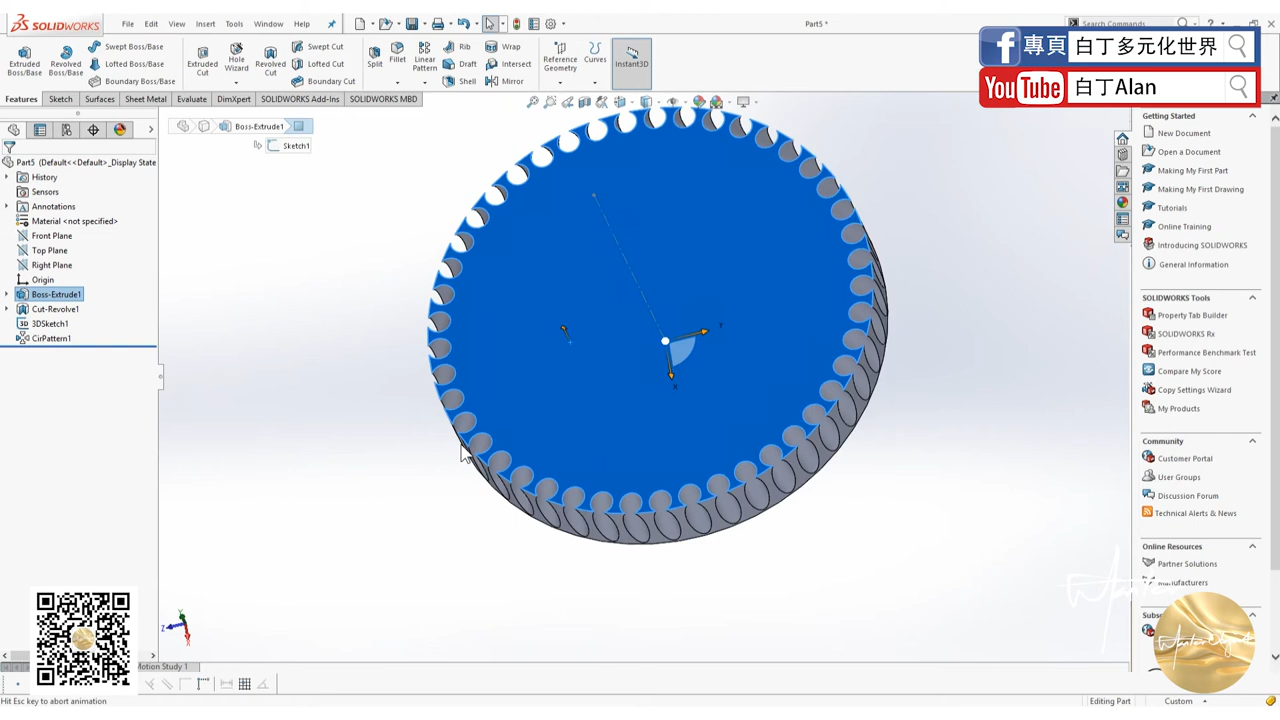 SOLIDWORKS
File Edit View Insert Tools Window Help
Part5 *
Search Commands
專頁 白丁多元化世界
YouTube 白丁Alan
Extruded Boss/Base
Revolved Boss/Base
Swept Boss/Base
Lofted Boss/Base
Boundary Boss/Base
Extruded Cut
Hole Wizard
Revolved Cut
Swept Cut
Lofted Cut
Boundary Cut
Split
Fillet
Linear Pattern
Rib
Draft
Shell
Wrap
Intersect
Mirror
Reference Geometry
Curves
Instant3D
Features Sketch Surfaces Sheet Metal Evaluate DimXpert SOLIDWORKS Add-Ins SOLIDWORKS MBD
Boss-Extrude1
Sketch1
Part5 (Default<<Default>_Display State
History
Sensors
Annotations
Material <not specified>
Front Plane
Top Plane
Right Plane
Origin
Boss-Extrude1
Cut-Revolve1
3DSketch1
CirPattern1
Y
X
Getting Started
New Document
Open a Document
Making My First Part
Making My First Drawing
Tutorials
Online Training
Introducing SOLIDWORKS
General Information
SOLIDWORKS Tools
Property Tab Builder
SOLIDWORKS Rx
Performance Benchmark Test
Compare My Score
Copy Settings Wizard
My Products
Community
Customer Portal
User Groups
Discussion Forum
Technical Alerts & News
Online Resources
Partner Solutions
Manufacturers
Y
Z
X
Motion Study 1
Hit Esc key to abort animation
Editing Part
Custom